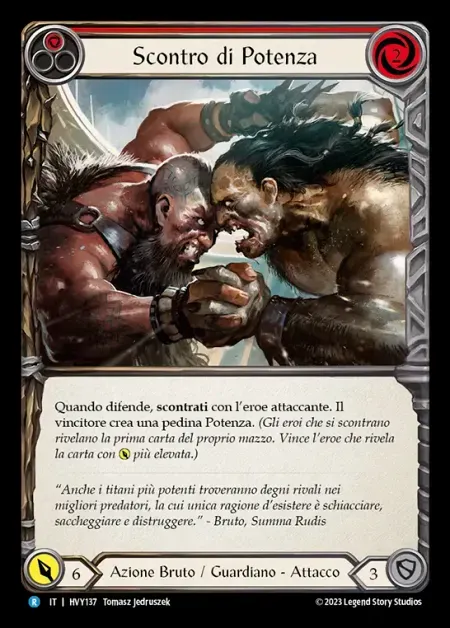 Scontro di Potenza
2
Quando difende, scontrati con l'eroe attaccante. Il
vincitore crea una pedina Potenza. (Gli eroi che si scontrano
rivelano la prima carta del proprio mazzo. Vince l'eroe che rivela
la carta con più elevata.)
“Anche i titani più potenti troveranno degni rivali nei
migliori predatori, la cui unica ragione d'esistere è schiacciare,
saccheggiare e distruggere.” - Bruto, Summa Rudis
6
Azione Bruto / Guardiano - Attacco
3
R IT | HVY137 Tomasz Jedruszek
© 2023 Legend Story Studios